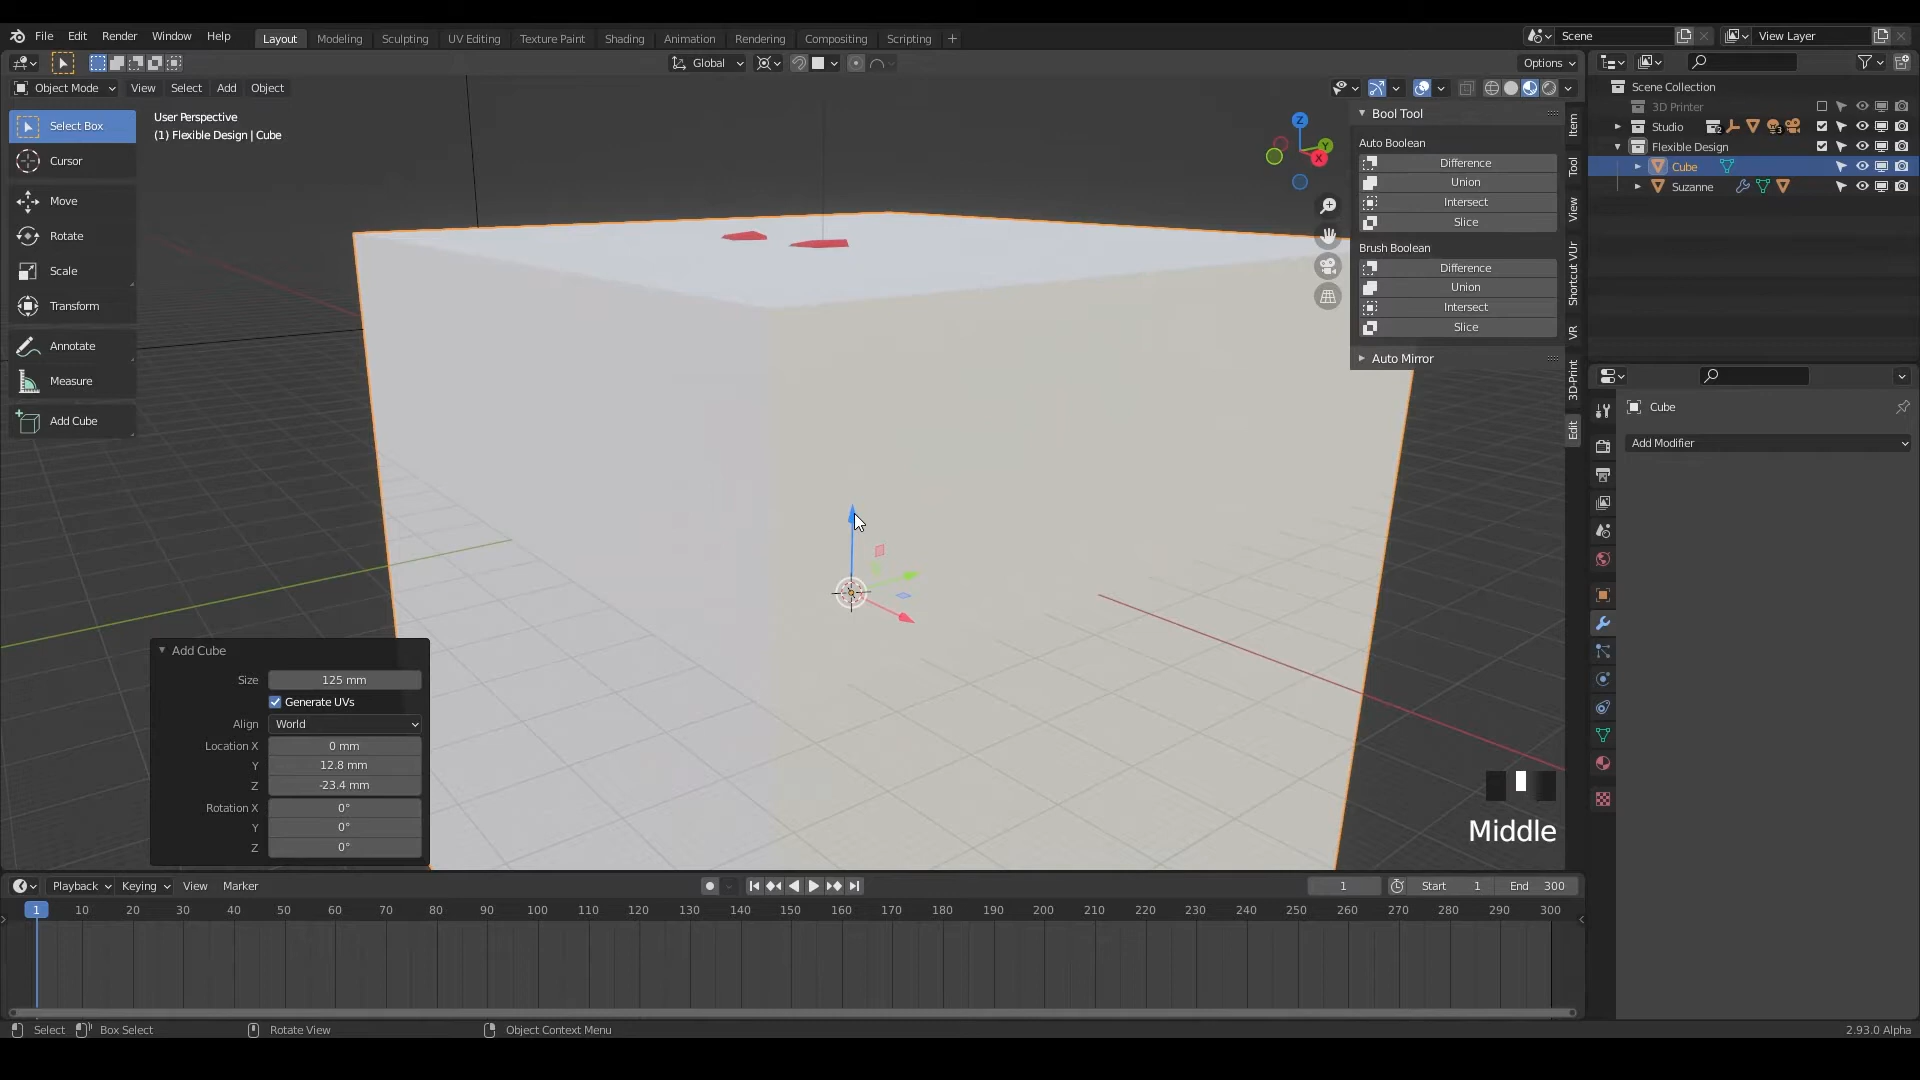 File Edit Render Window Help Layout Modeling Sculpting UV Editing Texture Paint Shading Animation Rendering Compositing Scripting + Scene View Layer
Global Options
Object Mode View Select Add Object
Select Box
Cursor
Move
Rotate
Scale
Transform
Annotate
Measure
Add Cube
User Perspective
(1) Flexible Design | Cube
Z
Y
X
Bool Tool
Auto Boolean
Difference
Union
Intersect
Slice
Brush Boolean
Difference
Union
Intersect
Slice
Auto Mirror
Item
Tool
View
Shortcut VUr
VR
3D-Print
Edit
Scene Collection
3D Printer
Studio 2 3
Flexible Design
Cube
Suzanne
Cube
Add Modifier
Add Cube
Size 125 mm
Generate UVs
Align World
Location X 0 mm
Y 12.8 mm
Z -23.4 mm
Rotation X 0°
Y 0°
Z 0°
Middle
Playback Keying View Marker 1 Start 1 End 300
1 10 20 30 40 50 60 70 80 90 100 110 120 130 140 150 160 170 180 190 200 210 220 230 240 250 260 270 280 290 300
Select Box Select Rotate View Object Context Menu 2.93.0 Alpha